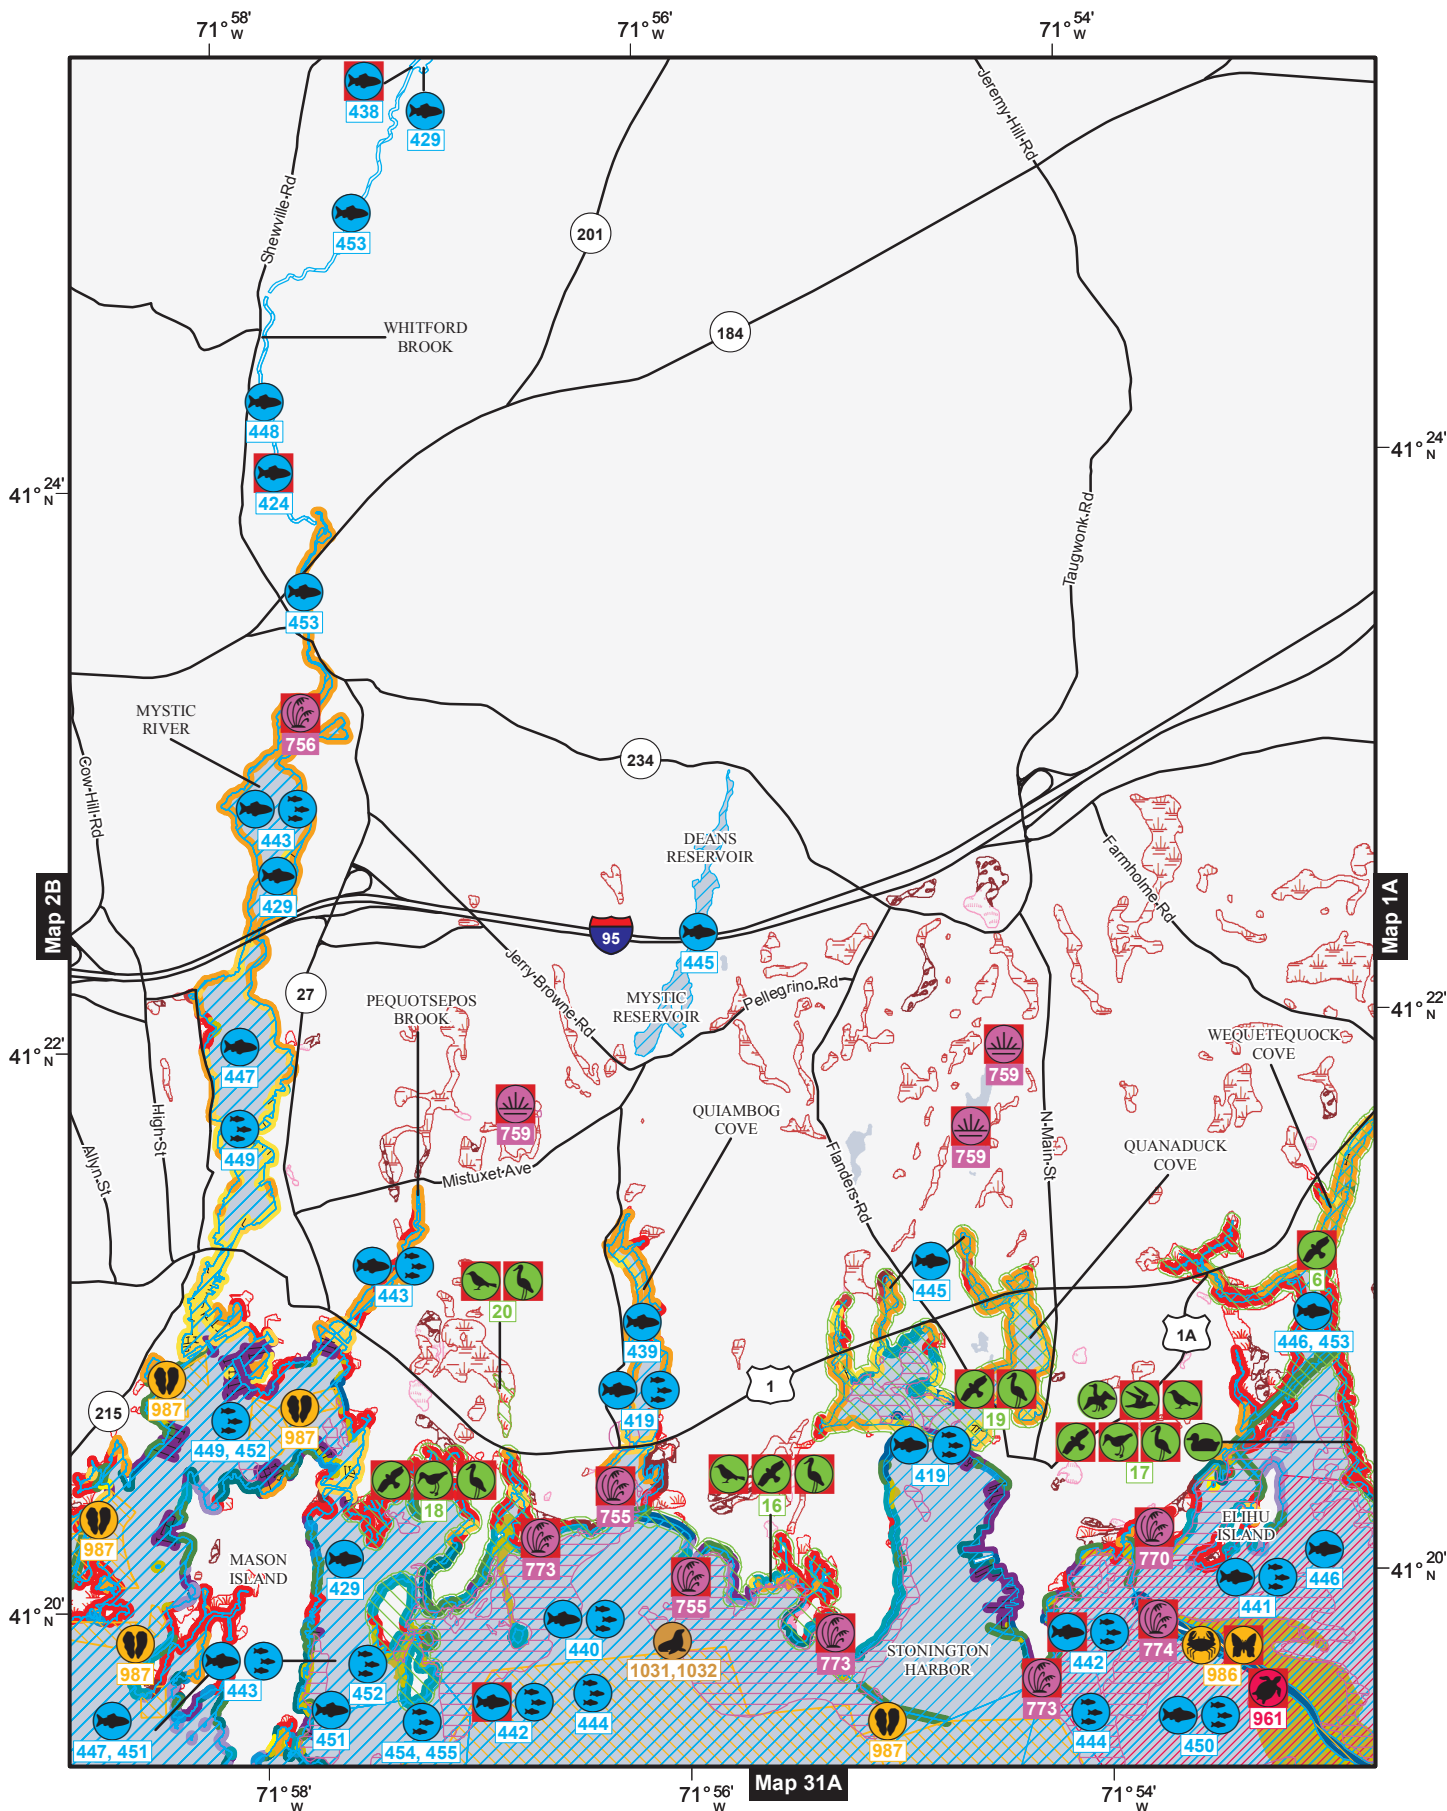 71° 58' W
71° 56' W
71° 54' W
438
429
Jeremy Hill Rd
Shewville Rd
453
201
184
WHITFORD
BROOK
448
41° 24' N
424
41° 24' N
Taugwonk Rd
453
MYSTIC
RIVER
756
234
Cow Hill Rd
443
DEANS
RESERVOIR
Farmholme Rd
429
Map 2B
Map 1A
95
445
Jerry Browne Rd
27
PEQUOTSEPOS
BROOK
MYSTIC
RESERVOIR
Pellegrino Rd
41° 22' N
41° 22' N
WEQUETEQUOCK
COVE
447
759
759
High St
QUIAMBOG
COVE
449
759
N Main St
QUANADUCK
COVE
Allyn St
Mistuxet Ave
Flanders Rd
443
445
6
20
439
446, 453
1A
987
1
215
419
19
987
449, 452
419
17
18
755
16
987
773
770
ELIHU
ISLAND
MASON
ISLAND
429
755
446
441
41° 20' N
41° 20' N
440
773
STONINGTON
HARBOR
442
774
987
443
1031,1032
986
452
773
961
447, 451
451
454, 455
442
444
987
444
450
Map 31A
71° 58' W
71° 56' W
71° 54' W